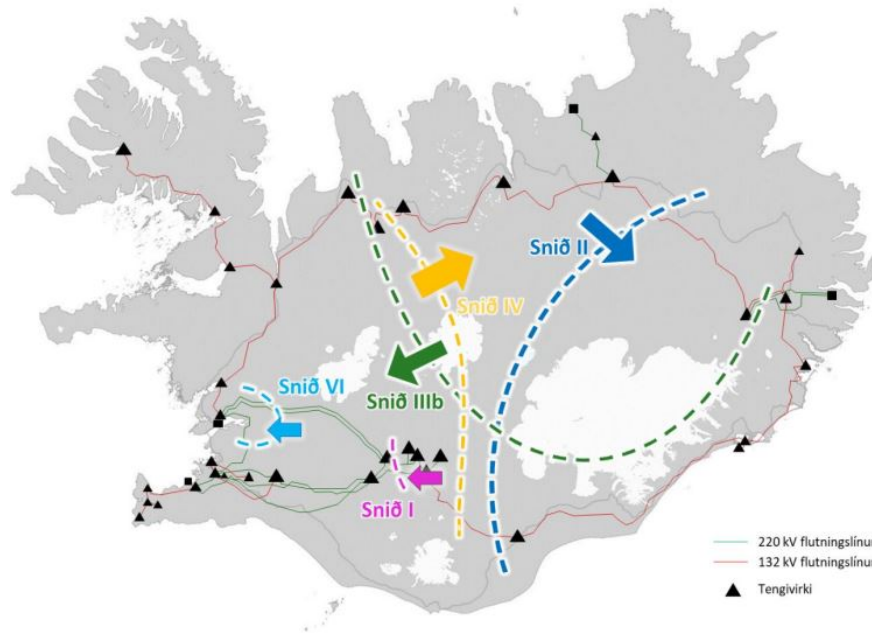 Snið II
Snið IV
Snið VI
Snið IIIb
Snið I
220 kV flutningslínur
132 kV flutningslínur
Tengivirki